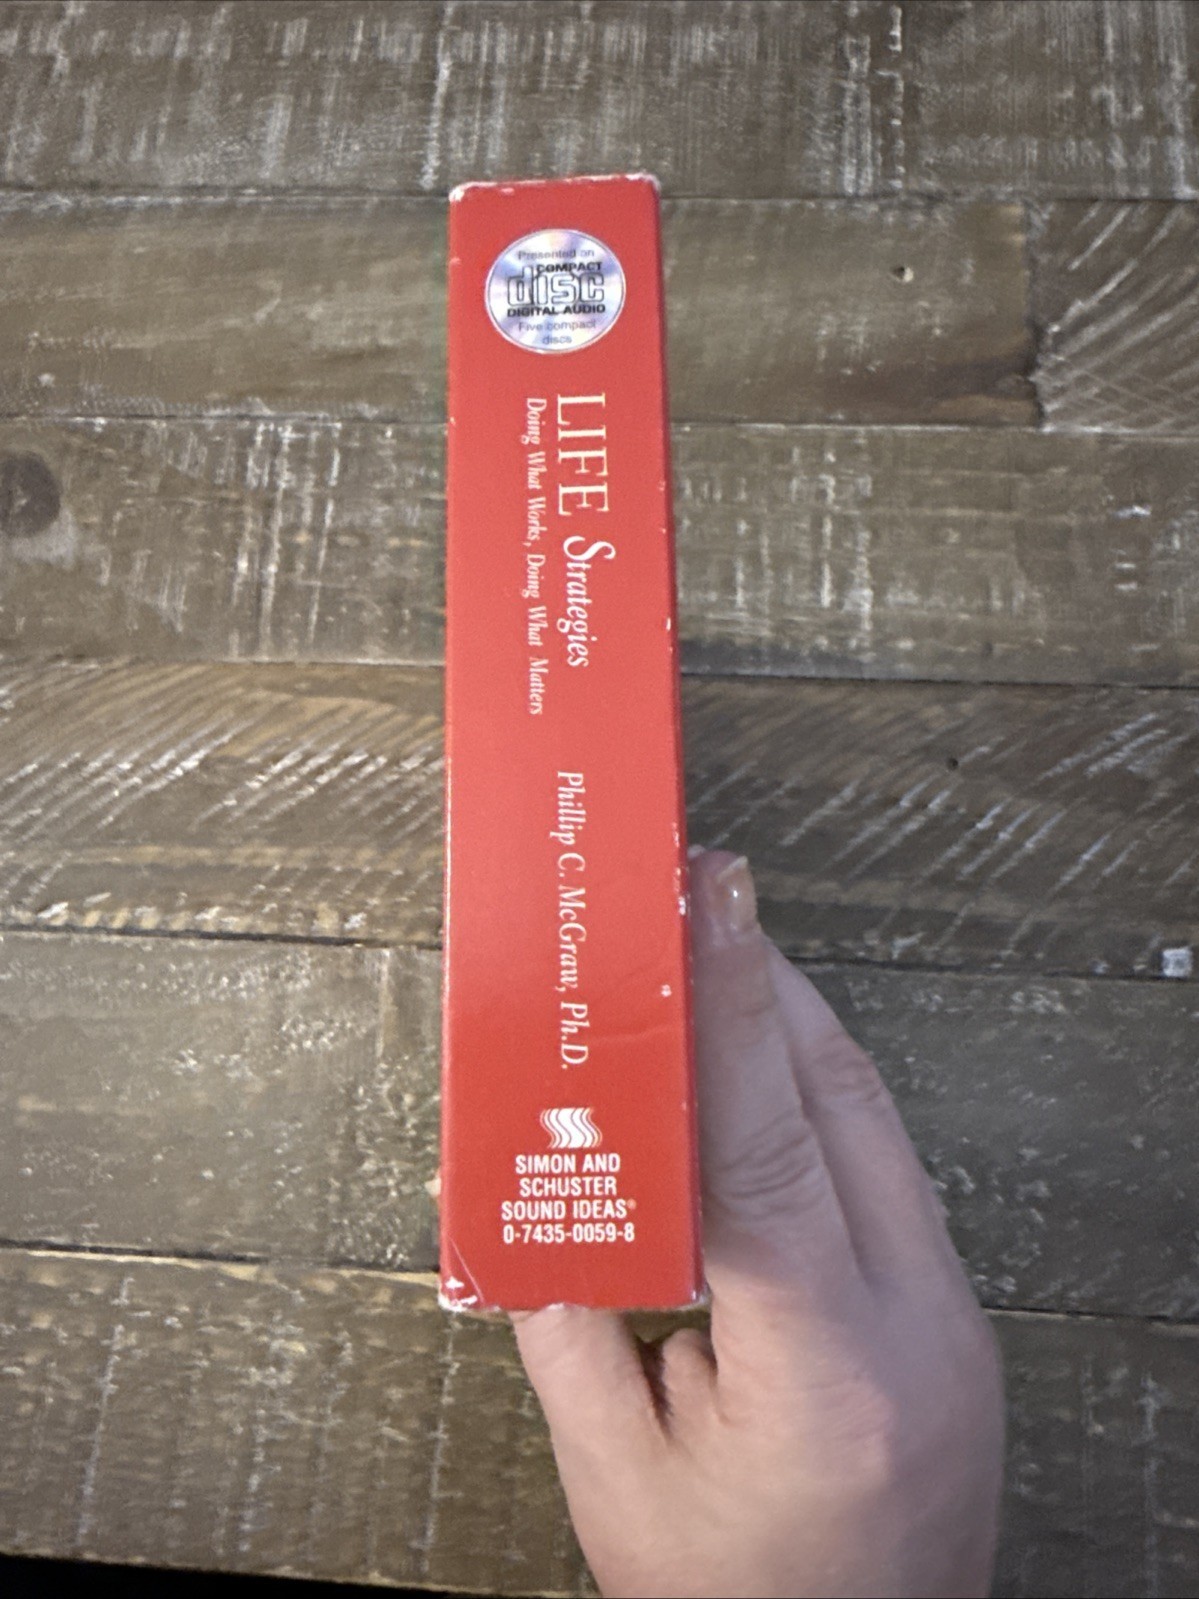 Presented on
COMPACT
disc
DIGITAL AUDIO
Five compact
discs
LIFE Strategies
Doing What Works, Doing What Matters
Phillip C. McGraw, Ph.D.
SIMON AND
SCHUSTER
SOUND IDEAS®
0-7435-0059-8